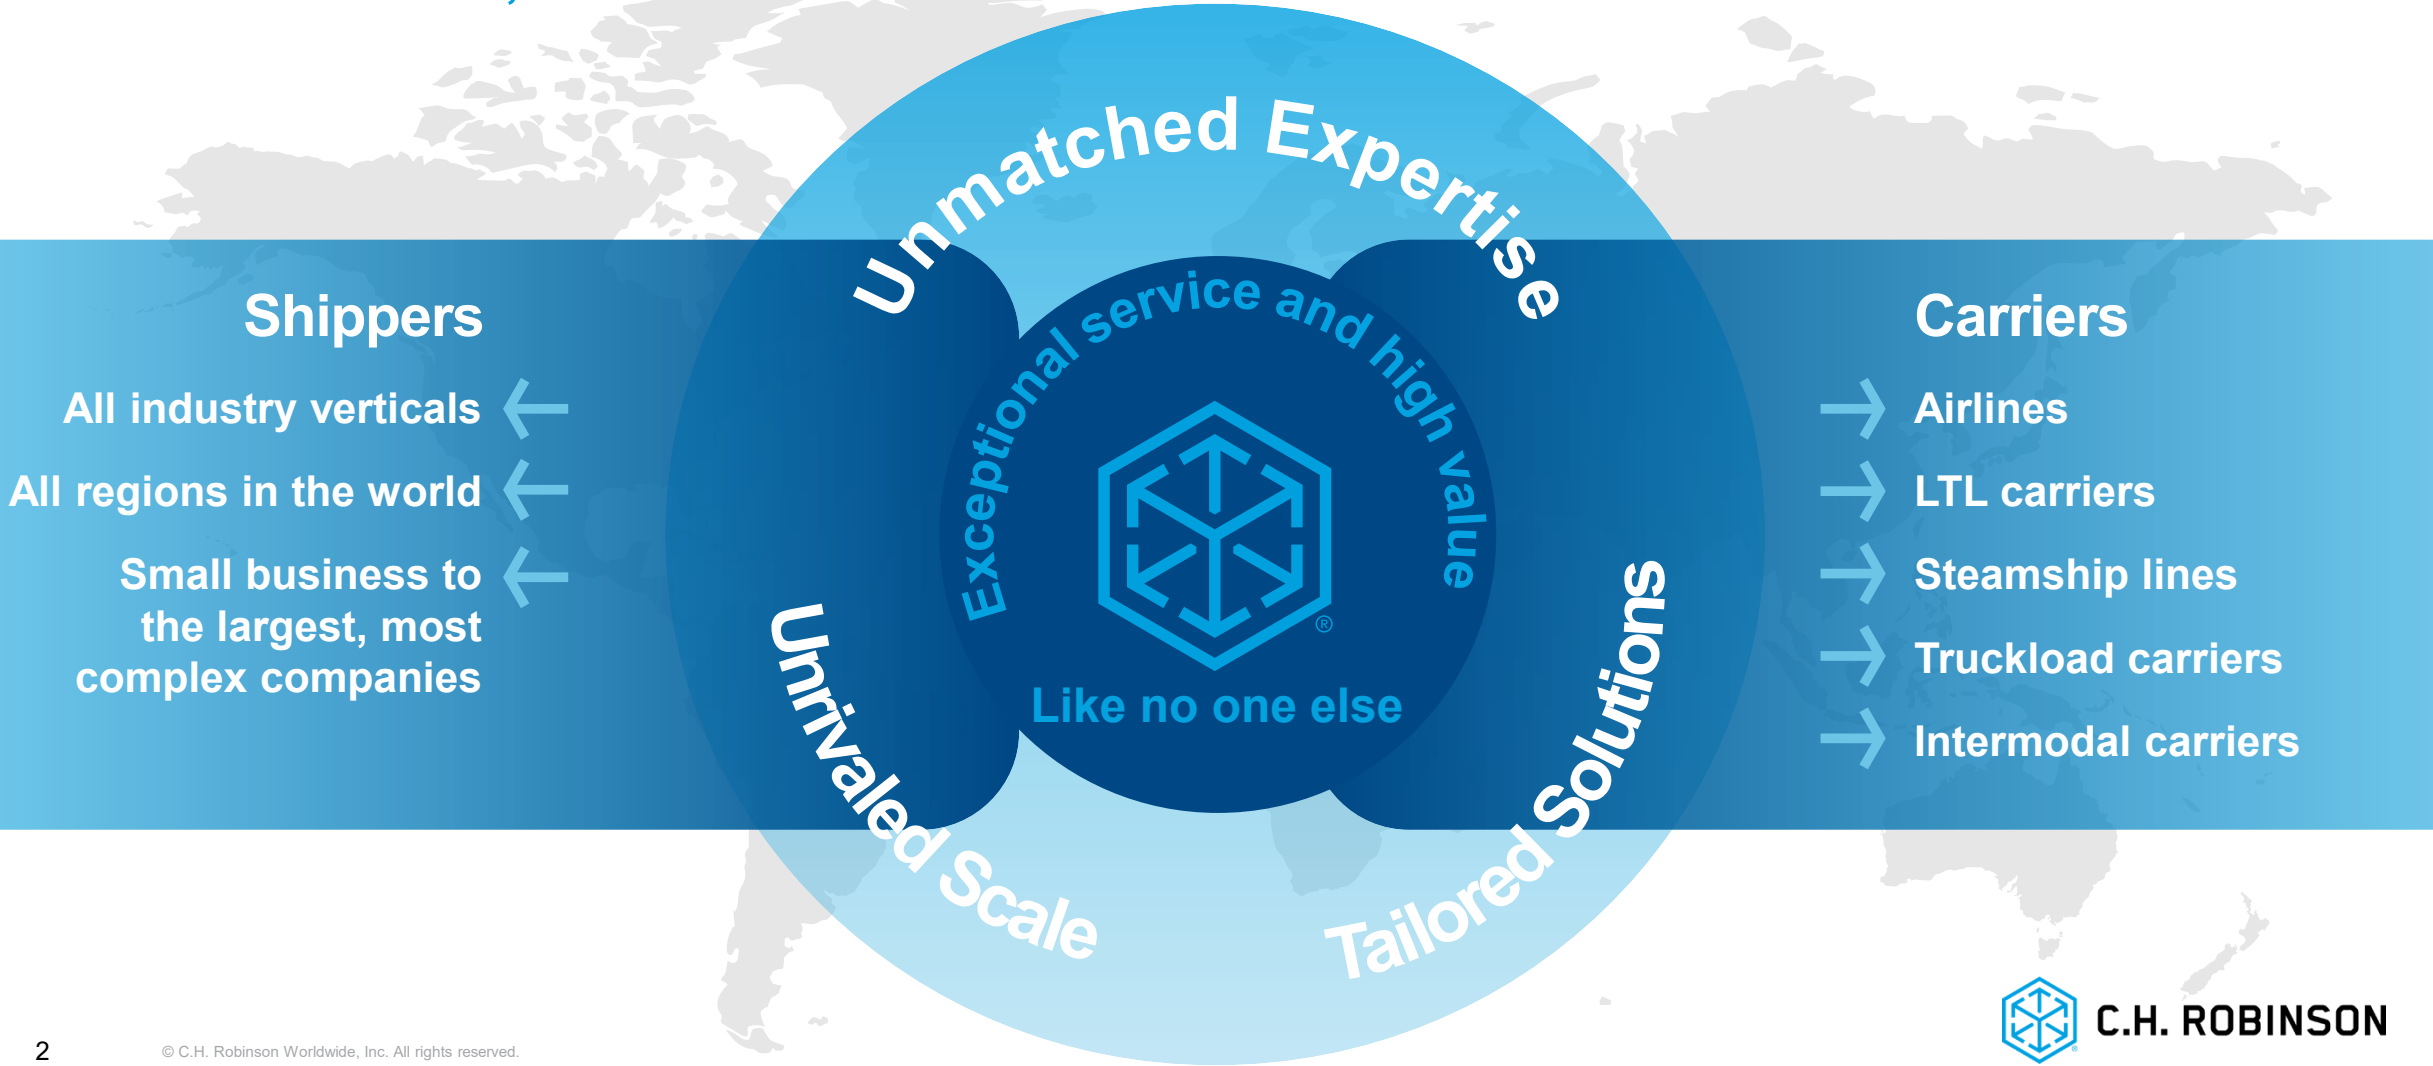 Unmatched Expertise
Shippers
All industry verticals
All regions in the world
Small business to
the largest, most
complex companies
Exceptional service and high value
®
Like no one else
Unrivaled Scale
Tailored Solutions
Carriers
Airlines
LTL carriers
Steamship lines
Truckload carriers
Intermodal carriers
2
© C.H. Robinson Worldwide, Inc. All rights reserved.
C.H. ROBINSON
®